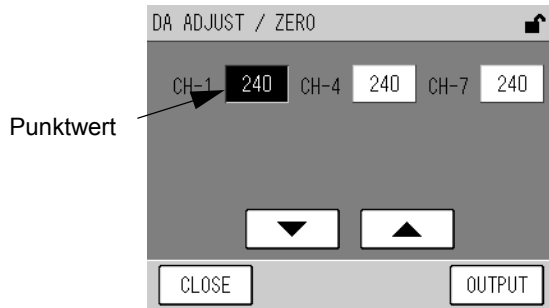 DA ADJUST / ZERO
CH-1 240 CH-4 240 CH-7 240
Punktwert
CLOSE OUTPUT